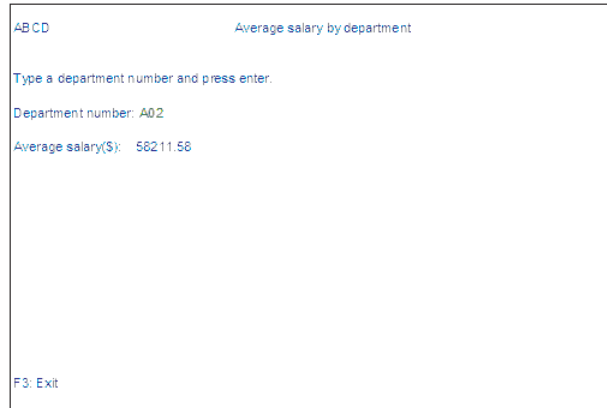 ABCD Average salary by department
Type a department number and press enter.
Department number: A02
Average salary($): 58211.58
F3: Exit